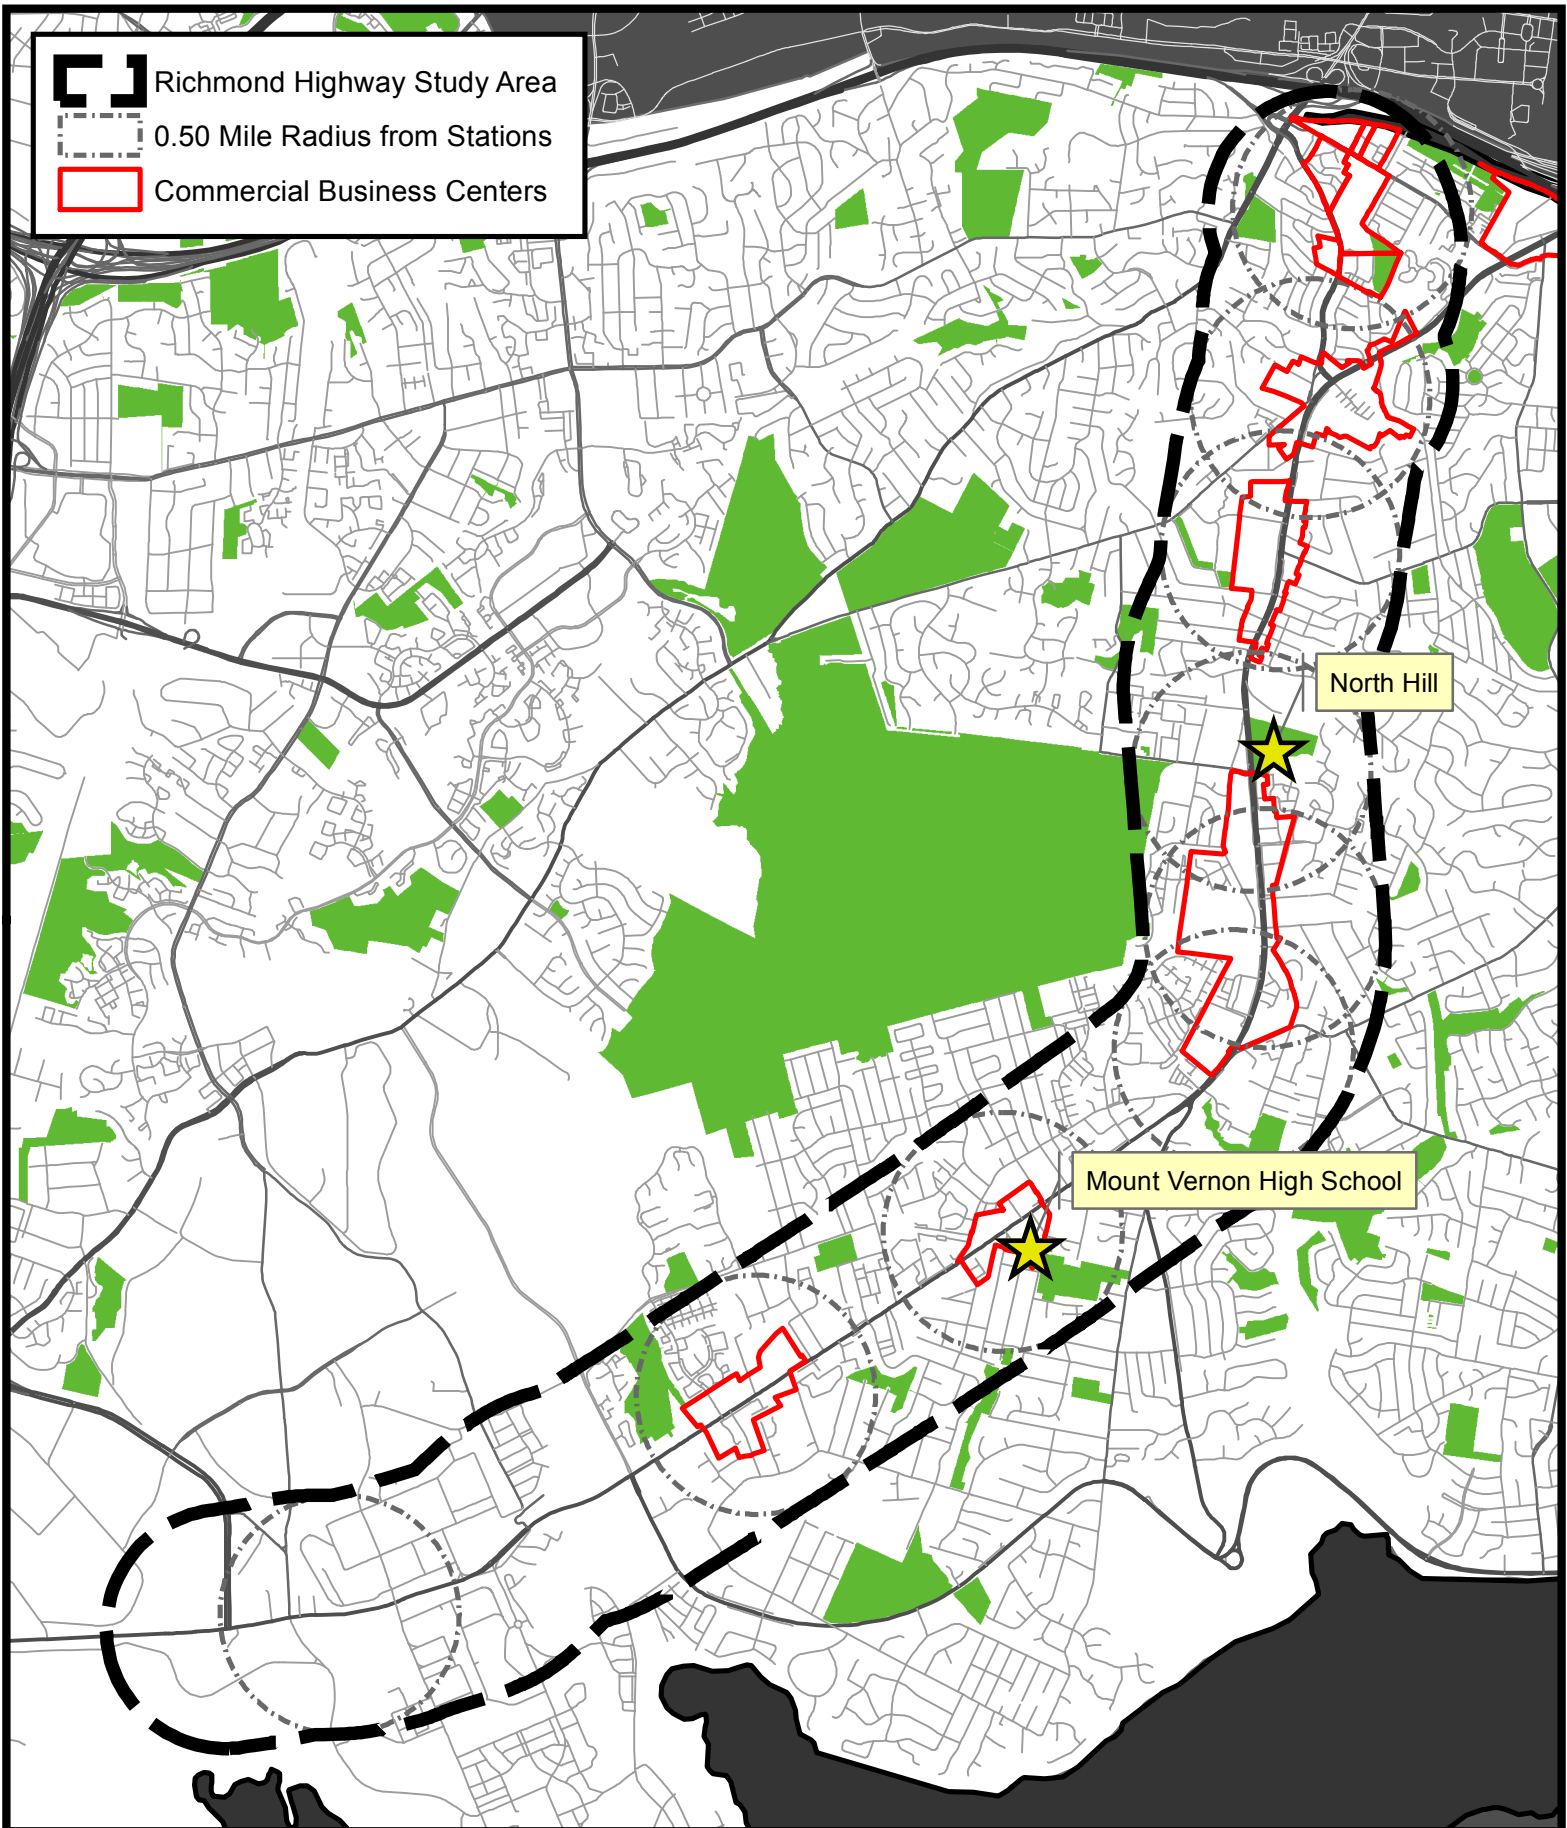 Richmond Highway Study Area
0.50 Mile Radius from Stations
Commercial Business Centers
North Hill
Mount Vernon High School